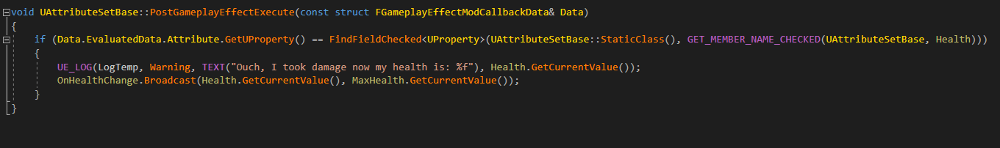 void UAttributeSetBase::PostGameplayEffectExecute(const struct FGameplayEffectModCallbackData& Data)
{
if (Data.EvaluatedData.Attribute.GetUProperty() == FindFieldChecked<UProperty>(UAttributeSetBase::StaticClass(), GET_MEMBER_NAME_CHECKED(UAttributeSetBase, Health)))
{
UE_LOG(LogTemp, Warning, TEXT("Ouch, I took damage now my health is: %f"), Health.GetCurrentValue());
OnHealthChange.Broadcast(Health.GetCurrentValue(), MaxHealth.GetCurrentValue());
}
}